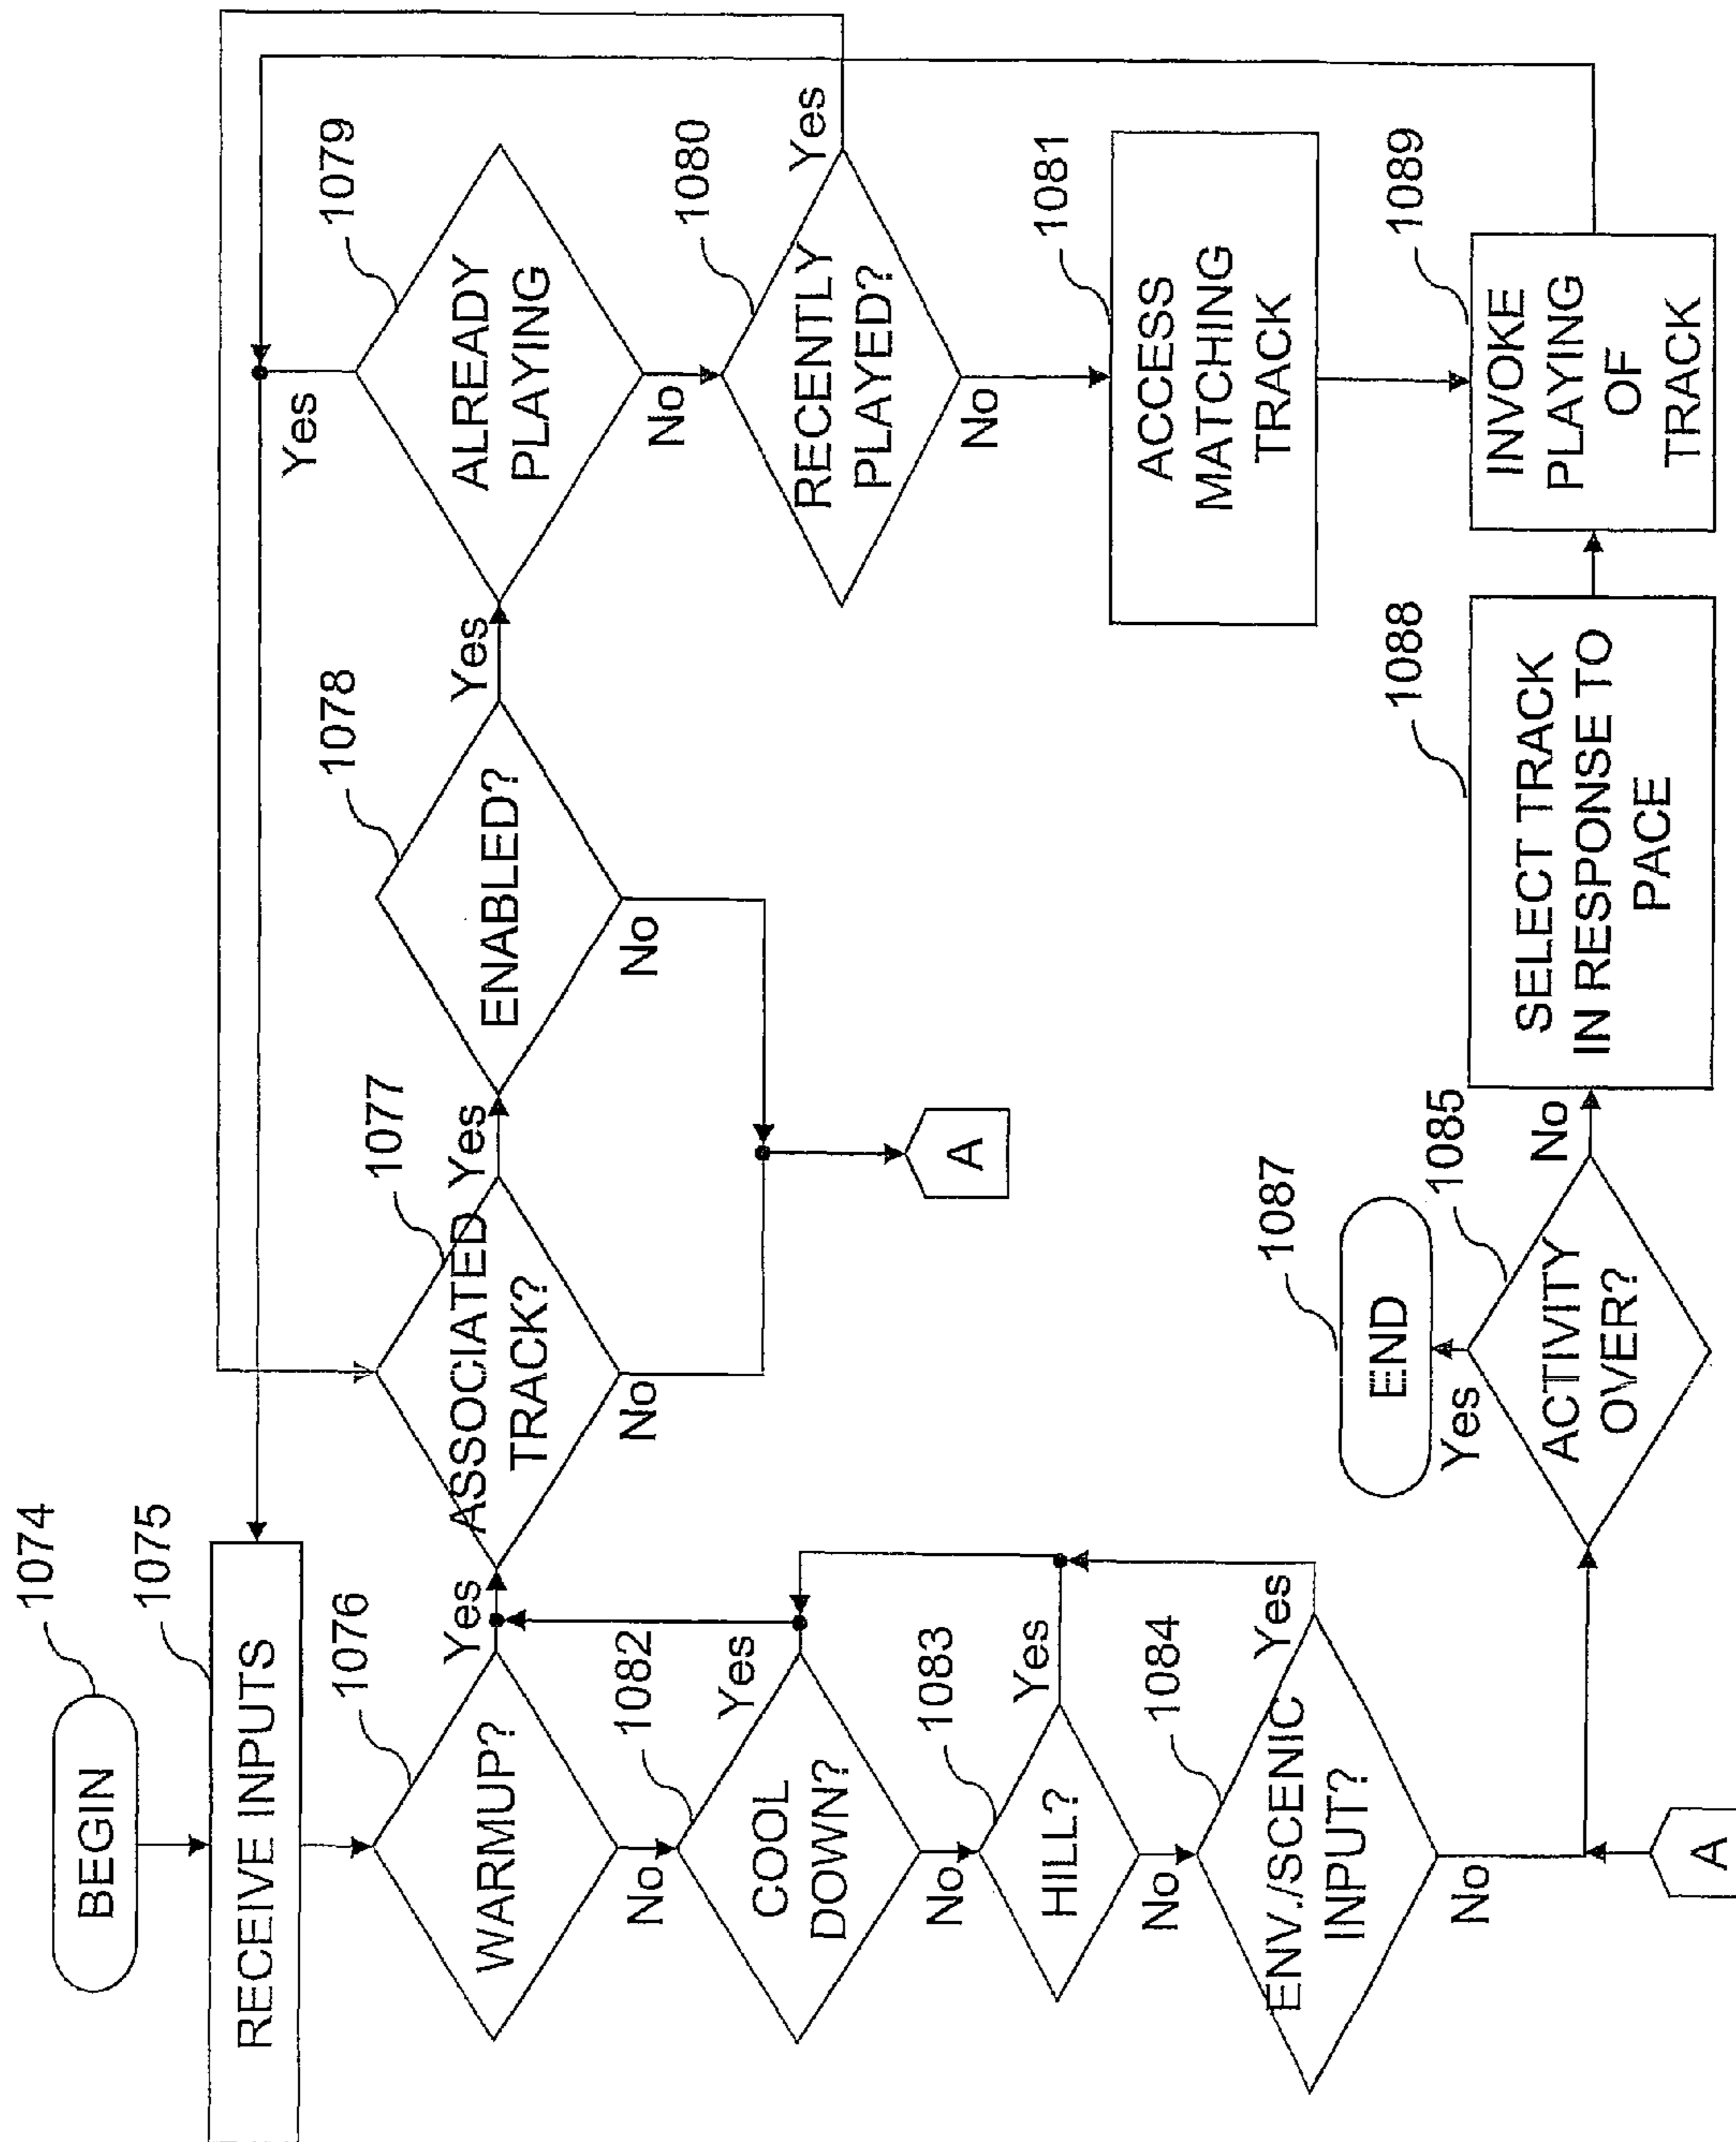 BEGIN
1074
RECEIVE INPUTS
1075
WARMUP?
1076
Yes
No
ASSOCIATED
TRACK?
1077
Yes
No
ENABLED?
1078
Yes
No
ALREADY
PLAYING
1079
Yes
No
RECENTLY
PLAYED?
1080
Yes
No
ACCESS
MATCHING
TRACK
1081
A
COOL
DOWN?
1082
Yes
No
HILL?
1083
Yes
No
ENV./SCENIC
INPUT?
1084
Yes
No
A
ACTIVITY
OVER?
1085
Yes
No
END
1087
SELECT TRACK
IN RESPONSE TO
PACE
1088
INVOKE
PLAYING
OF
TRACK
1089